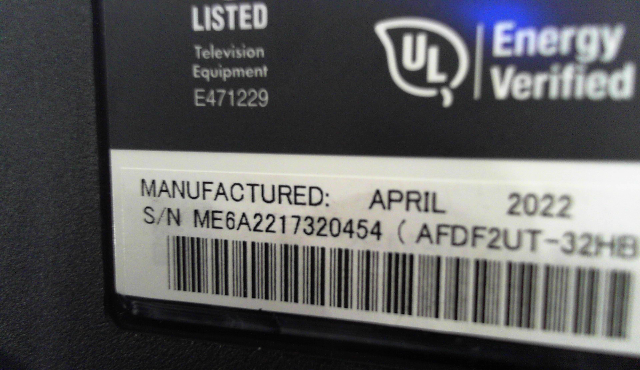 LISTED
Television
Equipment
E471229
UL
Energy
Verified
MANUFACTURED: APRIL 2022
S/N ME6A2217320454 ( AFDF2UT-32HB